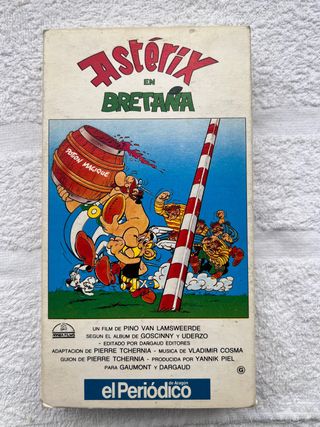 Astérix
EN
BRETAÑA
POTION MAGIQUE
UN FILM DE PINO VAN LAMSWEERDE
SEGUN EL ALBUM DE GOSCINNY Y UDERZO
- EDITADO POR DARGAUD EDITORES
ADAPTACION DE PIERRE TCHERNIA - MUSICA DE VLADIMIR COSMA
GUION DE PIERRE TCHERNIA - PRODUCIDA POR YANNIK PIEL
PARA GAUMONT Y DARGAUD
G
de Aragón
el Periódico